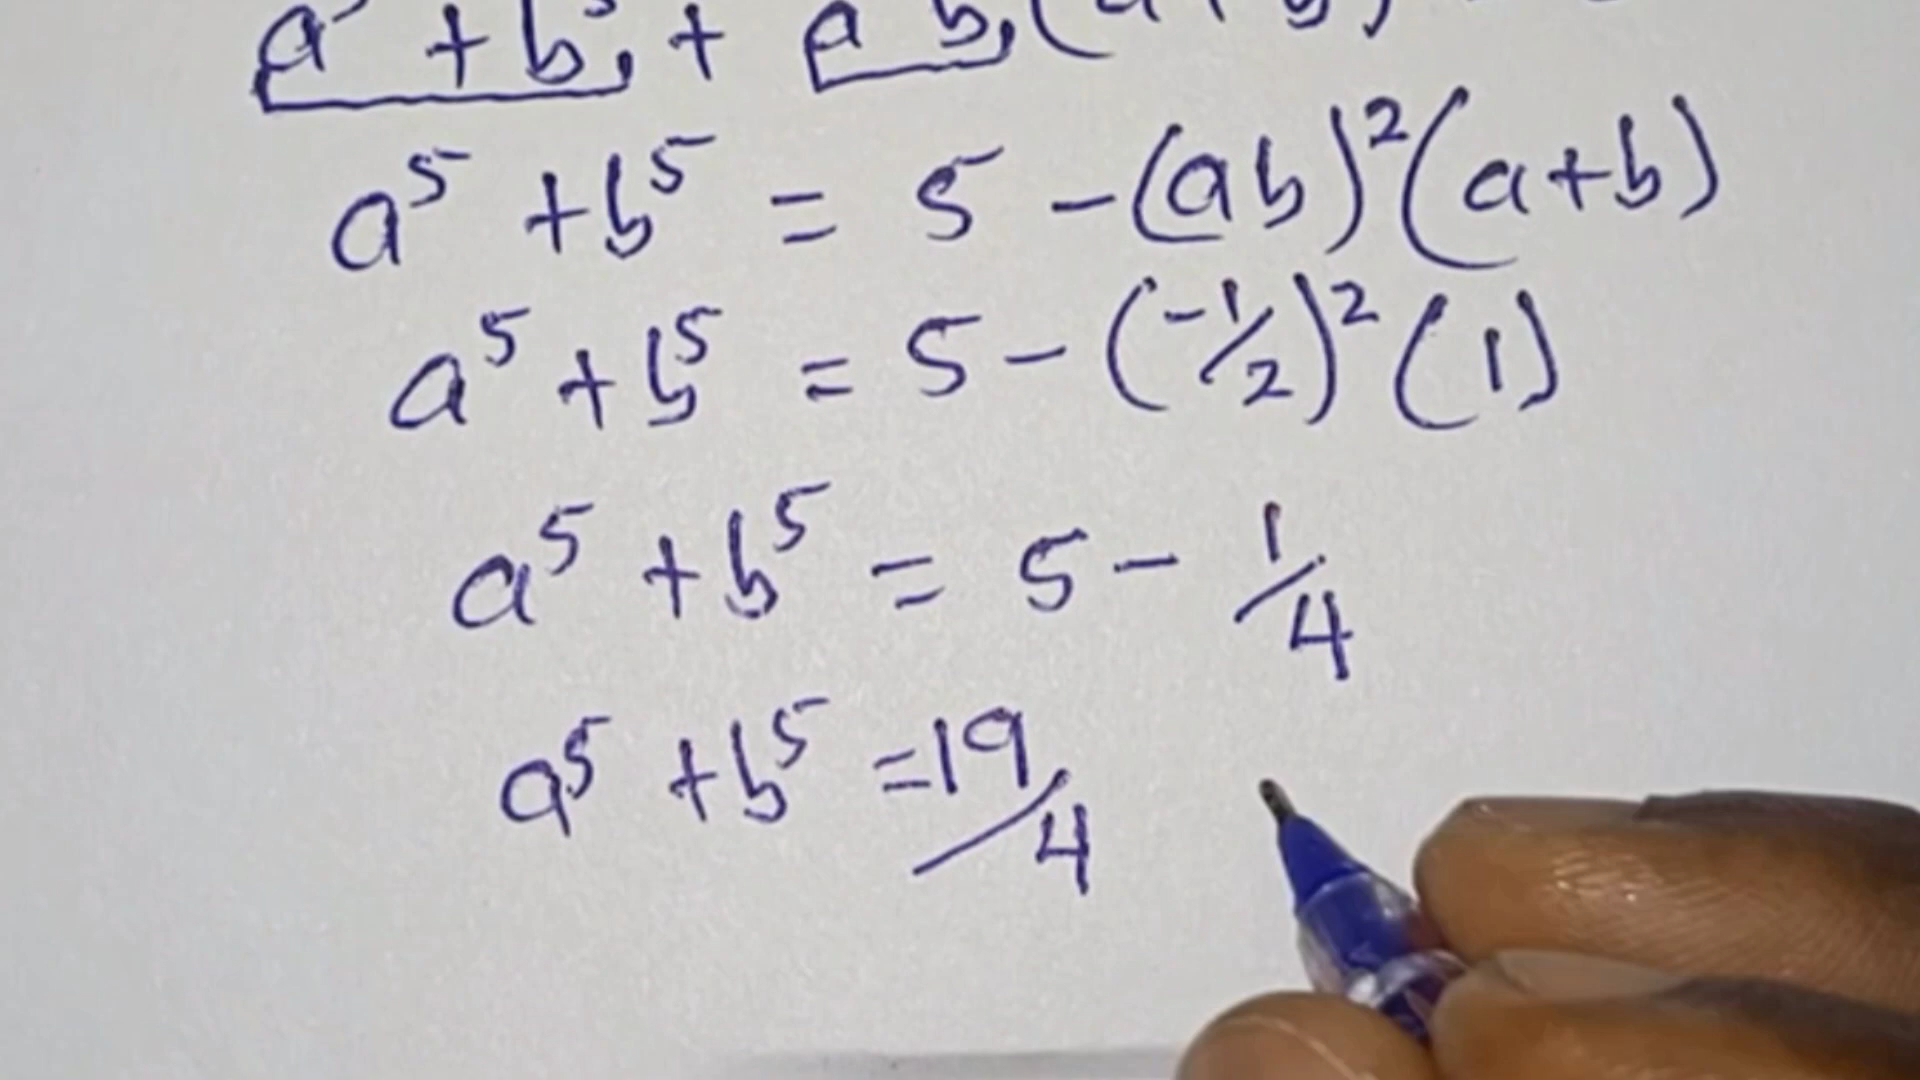 a⁵ + b⁵ = 5 - (ab)²(a+b)
a⁵ + b⁵ = 5 - (-1/2)²(1)
a⁵ + b⁵ = 5 - 1/4
a⁵ + b⁵ = 19/4